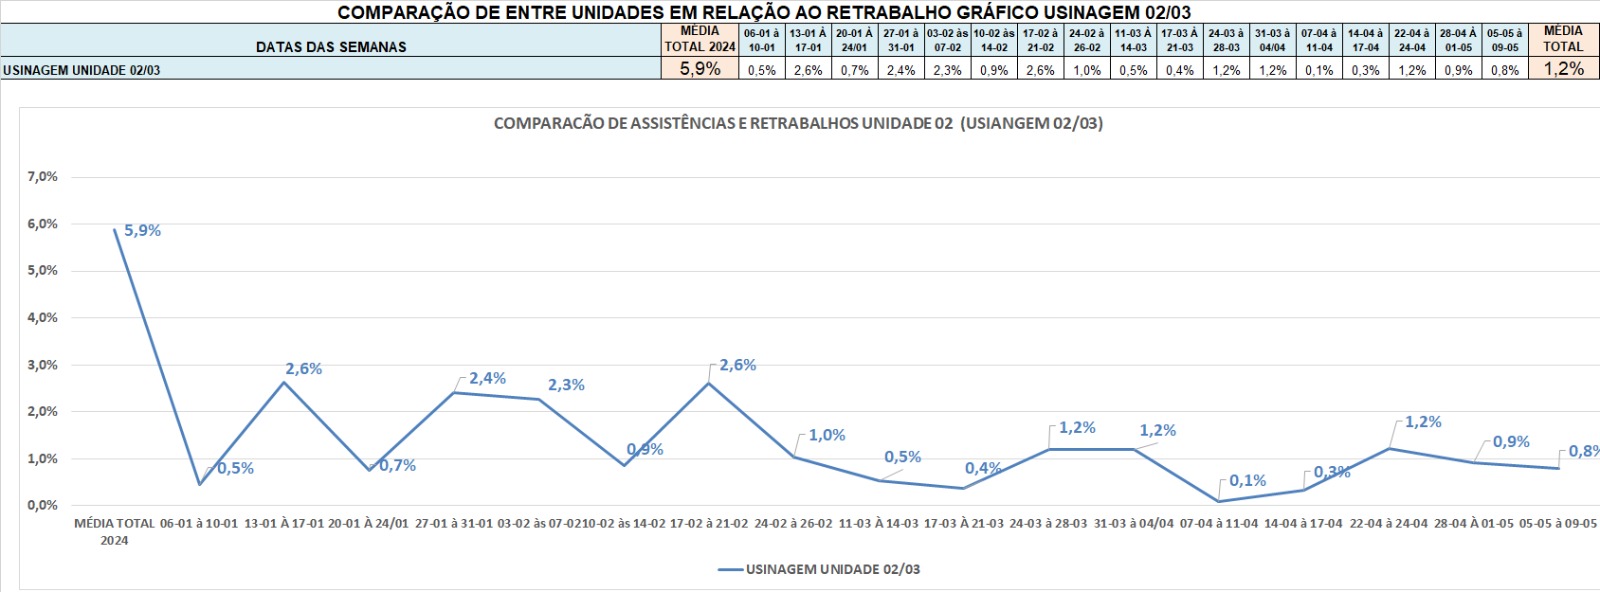 COMPARAÇÃO DE ENTRE UNIDADES EM RELAÇÃO AO RETRABALHO GRÁFICO USINAGEM 02/03
DATAS DAS SEMANAS MÉDIA TOTAL 2024 06-01 à 10-01 13-01 À 17-01 20-01 À 24/01 27-01 à 31-01 03-02 às 07-02 10-02 às 14-02 17-02 à 21-02 24-02 à 26-02 11-03 À 14-03 17-03 À 21-03 24-03 à 28-03 31-03 à 04/04 07-04 à 11-04 14-04 à 17-04 22-04 à 24-04 28-04 À 01-05 05-05 à 09-05 MÉDIA TOTAL
USINAGEM UNIDADE 02/03 5,9% 0,5% 2,6% 0,7% 2,4% 2,3% 0,9% 2,6% 1,0% 0,5% 0,4% 1,2% 1,2% 0,1% 0,3% 1,2% 0,9% 0,8% 1,2%
COMPARACÃO DE ASSISTÊNCIAS E RETRABALHOS UNIDADE 02 (USIANGEM 02/03)
7,0%
6,0%
5,0%
4,0%
3,0%
2,0%
1,0%
0,0%
5,9% 0,5% 2,6% 0,7% 2,4% 2,3% 0,9% 2,6% 1,0% 0,5% 0,4% 1,2% 1,2% 0,1% 0,3% 1,2% 0,9% 0,8%
MÉDIA TOTAL 2024 06-01 à 10-01 13-01 À 17-01 20-01 À 24/01 27-01 à 31-01 03-02 às 07-02 10-02 às 14-02 17-02 à 21-02 24-02 à 26-02 11-03 À 14-03 17-03 À 21-03 24-03 à 28-03 31-03 à 04/04 07-04 à 11-04 14-04 à 17-04 22-04 à 24-04 28-04 À 01-05 05-05 à 09-05
USINAGEM UNIDADE 02/03